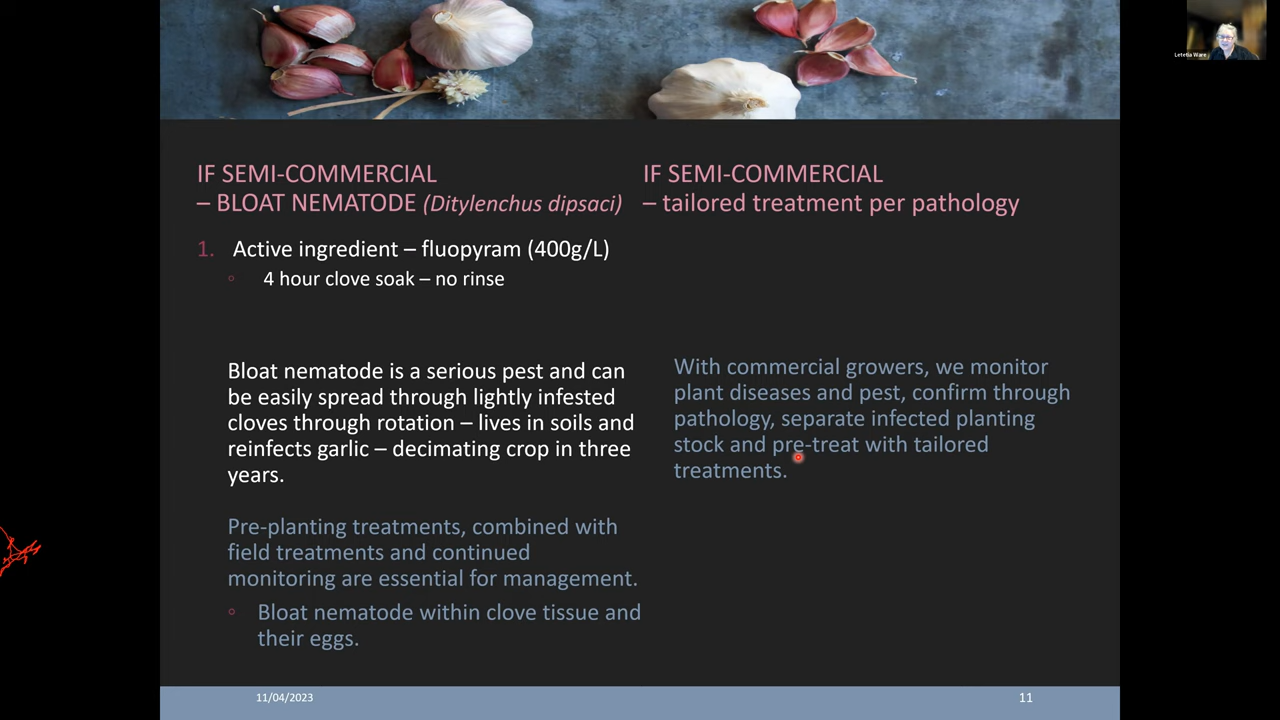 Letetia Ware
IF SEMI-COMMERCIAL
– BLOAT NEMATODE (Ditylenchus dipsaci)
1. Active ingredient – fluopyram (400g/L)
◦ 4 hour clove soak – no rinse
Bloat nematode is a serious pest and can
be easily spread through lightly infested
cloves through rotation – lives in soils and
reinfects garlic – decimating crop in three
years.
Pre-planting treatments, combined with
field treatments and continued
monitoring are essential for management.
◦ Bloat nematode within clove tissue and
their eggs.
IF SEMI-COMMERCIAL
– tailored treatment per pathology
With commercial growers, we monitor
plant diseases and pest, confirm through
pathology, separate infected planting
stock and pre-treat with tailored
treatments.
11/04/2023
11